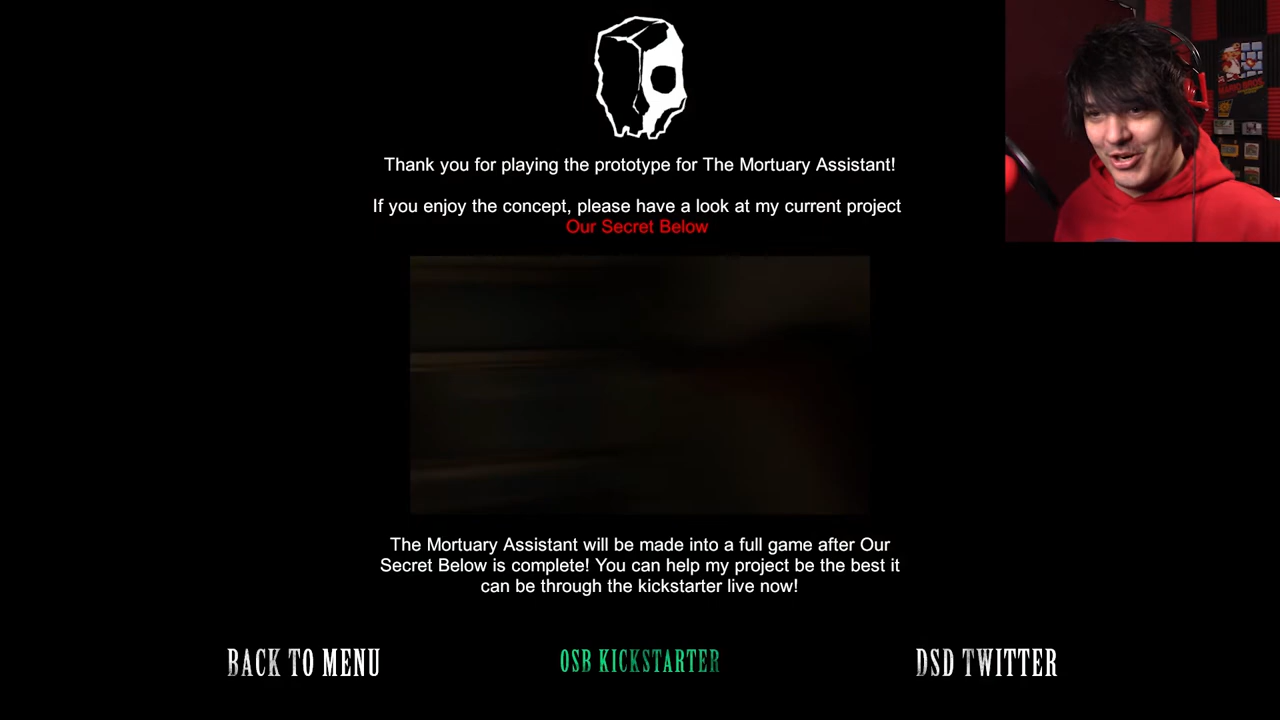 Thank you for playing the prototype for The Mortuary Assistant!
If you enjoy the concept, please have a look at my current project
Our Secret Below
The Mortuary Assistant will be made into a full game after Our
Secret Below is complete! You can help my project be the best it
can be through the kickstarter live now!
BACK TO MENU
OSB KICKSTARTER
DSD TWITTER